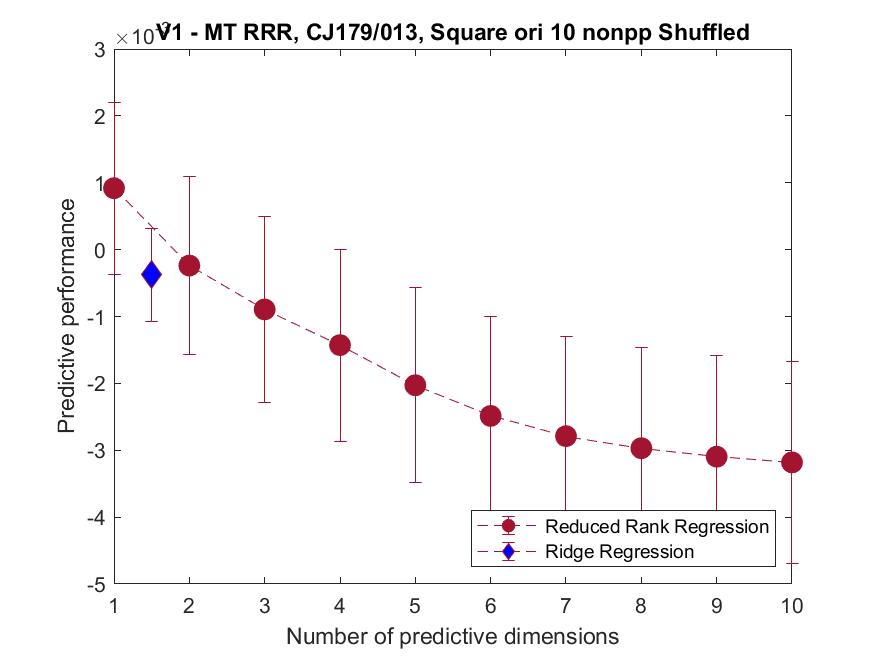 ×10⁻³
V1 - MT RRR, CJ179/013, Square ori 10 nonpp Shuffled
3
2
1
0
-1
-2
-3
-4
-5
Predictive performance
Reduced Rank Regression
Ridge Regression
1 2 3 4 5 6 7 8 9 10
Number of predictive dimensions